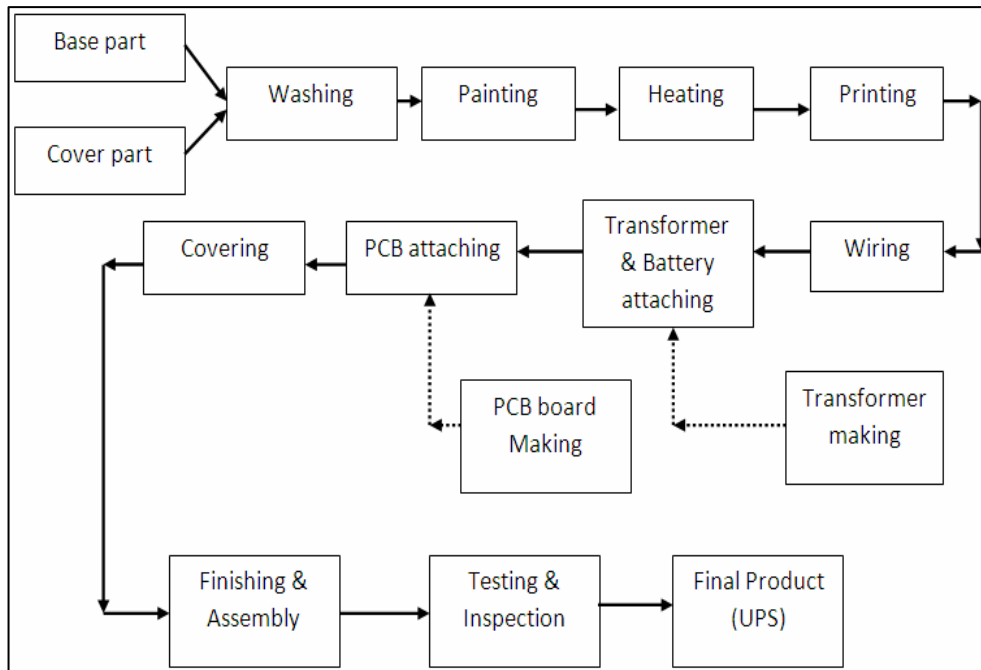 Base part
Cover part
Washing
Painting
Heating
Printing
Wiring
Transformer
& Battery
attaching
PCB attaching
Covering
PCB board
Making
Transformer
making
Finishing &
Assembly
Testing &
Inspection
Final Product
(UPS)